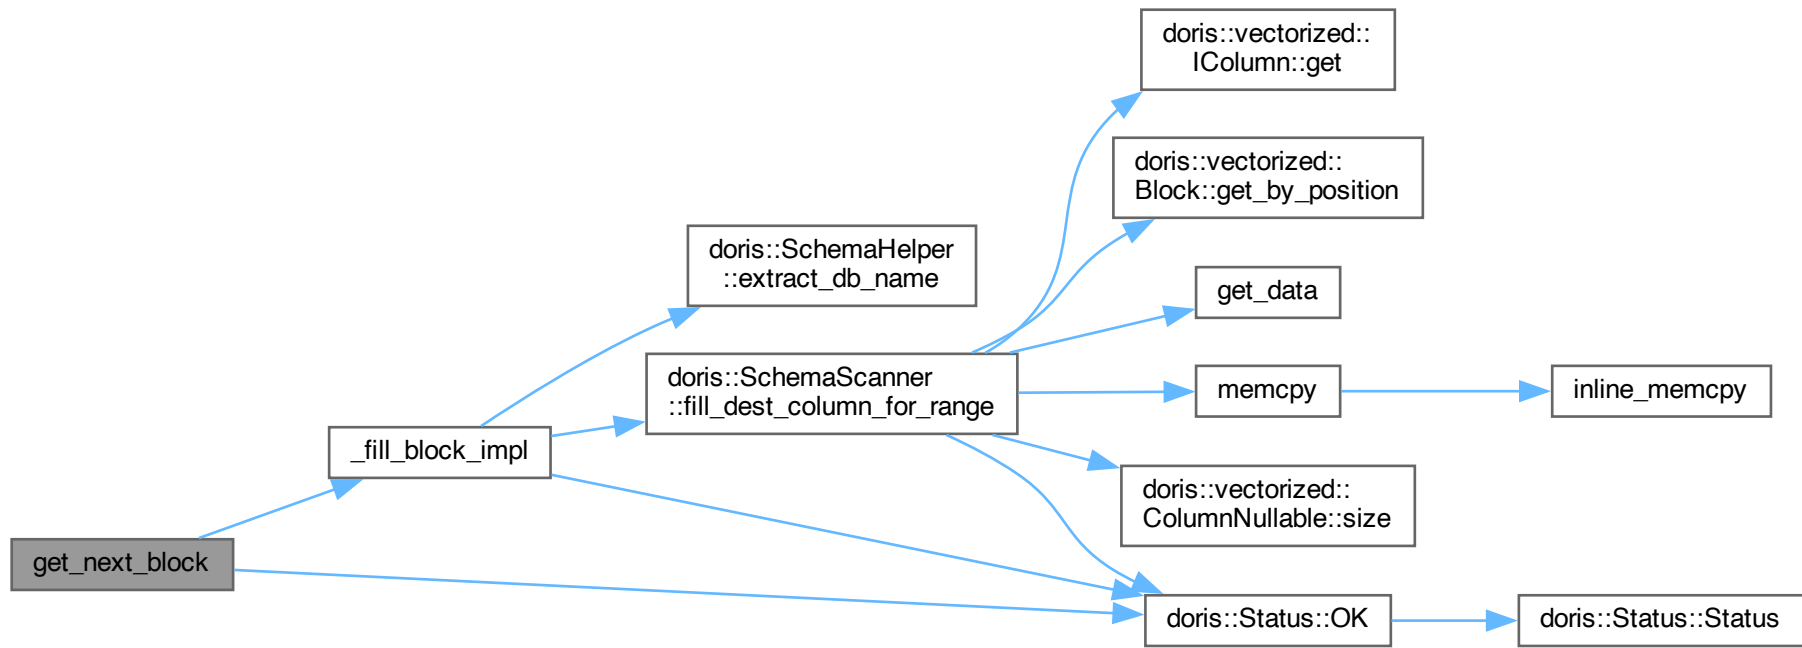 doris::vectorized::
IColumn::get
doris::vectorized::
Block::get_by_position
doris::SchemaHelper
::extract_db_name
get_data
doris::SchemaScanner
::fill_dest_column_for_range
memcpy
inline_memcpy
_fill_block_impl
doris::vectorized::
ColumnNullable::size
get_next_block
doris::Status::OK
doris::Status::Status